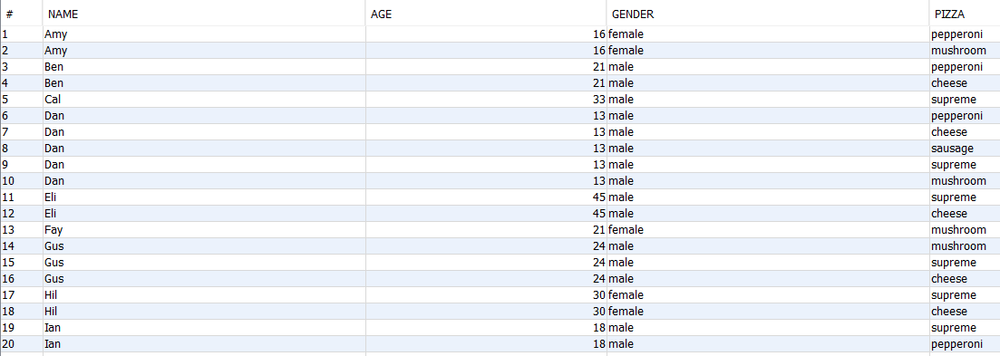 # NAME AGE GENDER PIZZA
1 Amy 16 female pepperoni
2 Amy 16 female mushroom
3 Ben 21 male pepperoni
4 Ben 21 male cheese
5 Cal 33 male supreme
6 Dan 13 male pepperoni
7 Dan 13 male cheese
8 Dan 13 male sausage
9 Dan 13 male supreme
10 Dan 13 male mushroom
11 Eli 45 male supreme
12 Eli 45 male cheese
13 Fay 21 female mushroom
14 Gus 24 male mushroom
15 Gus 24 male supreme
16 Gus 24 male cheese
17 Hil 30 female supreme
18 Hil 30 female cheese
19 Ian 18 male supreme
20 Ian 18 male pepperoni